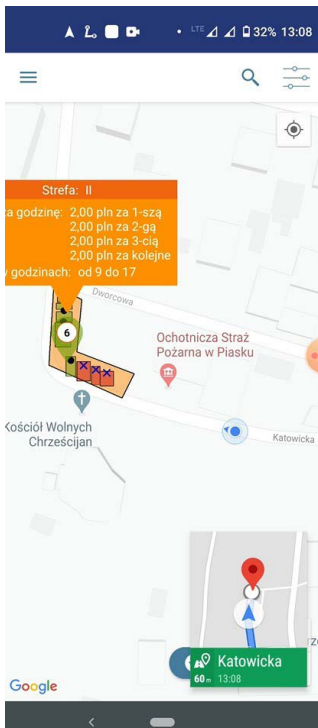 LTE 32% 13:08
Strefa: II
za godzinę: 2,00 pln za 1-szą
2,00 pln za 2-gą
2,00 pln za 3-cią
2,00 pln za kolejne
w godzinach: od 9 do 17
Dworcowa
6
Ochotnicza Straż
Pożarna w Piasku
Kościół Wolnych
Chrześcijan
Katowicka
Katowicka
60 m 13:08
Google